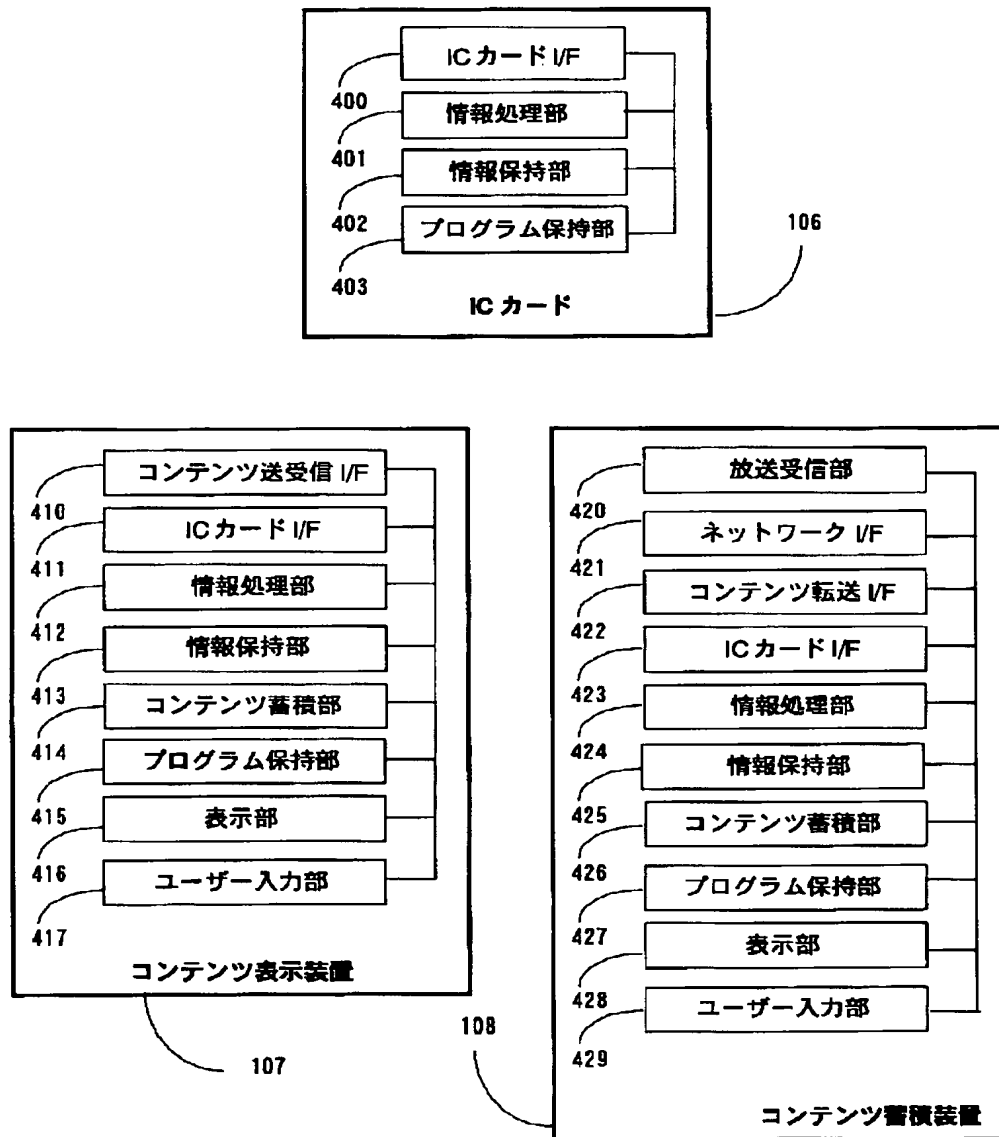 IC カード I/F
400
情報処理部
401
情報保持部
402
プログラム保持部
403
IC カード
106
コンテンツ送受信 I/F
410
IC カード I/F
411
情報処理部
412
情報保持部
413
コンテンツ蓄積部
414
プログラム保持部
415
表示部
416
ユーザー入力部
417
コンテンツ表示装置
107
放送受信部
420
ネットワーク I/F
421
コンテンツ転送 I/F
422
IC カード I/F
423
情報処理部
424
情報保持部
425
コンテンツ蓄積部
426
プログラム保持部
427
表示部
428
ユーザー入力部
429
108
コンテンツ蓄積装置